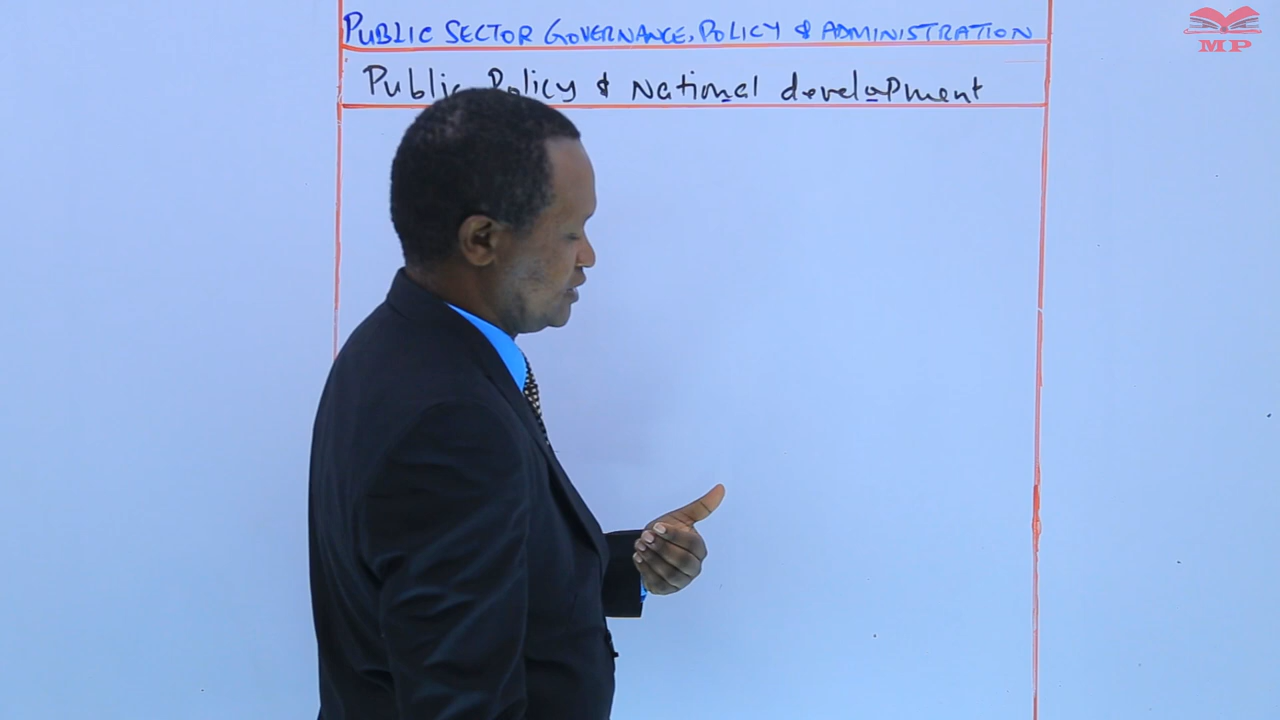 PUBLIC SECTOR GOVERNANCE, POLICY & ADMINISTRATION
Public Policy & National development
MP